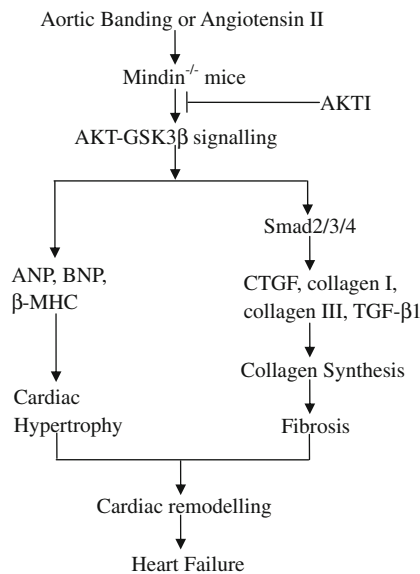 Aortic Banding or Angiotensin II
Mindin-/- mice
AKTI
AKT-GSK3β signalling
Smad2/3/4
ANP, BNP,
β-MHC
CTGF, collagen I,
collagen III, TGF-β1
Collagen Synthesis
Cardiac
Hypertrophy
Fibrosis
Cardiac remodelling
Heart Failure